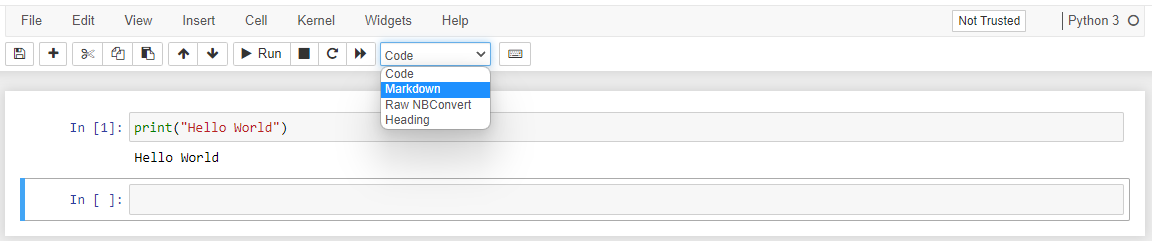 File Edit View Insert Cell Kernel Widgets Help Not Trusted Python 3
Run Code
Code
Markdown
Raw NBConvert
Heading
In [1]: print("Hello World")
Hello World
In [ ]: